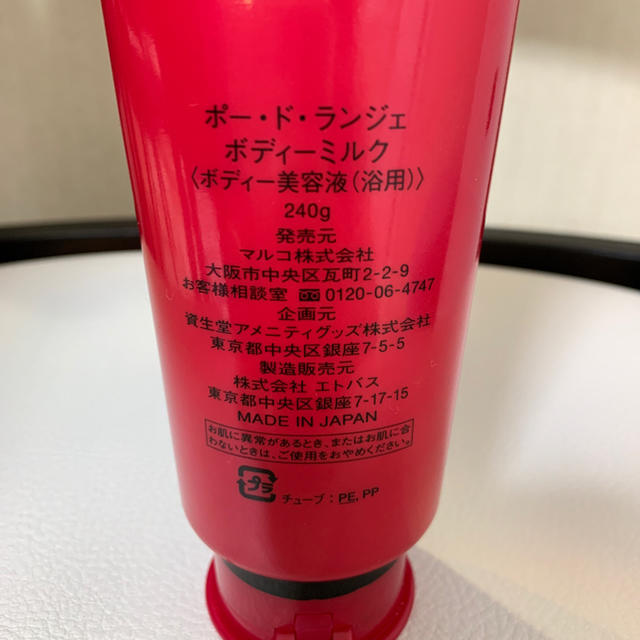 ポー・ド・ランジェ
ボディーミルク
〈ボディー美容液（浴用）〉
240g
発売元
マルコ株式会社
大阪市中央区瓦町2-2-9
お客様相談室 0120-06-4747
企画元
資生堂アメニティグッズ株式会社
東京都中央区銀座7-5-5
製造販売元
株式会社 エトバス
東京都中央区銀座7-17-15
MADE IN JAPAN
お肌に異常があるとき、またはお肌に合
わないときは、ご使用をおやめください。
プラ チューブ：PE, PP